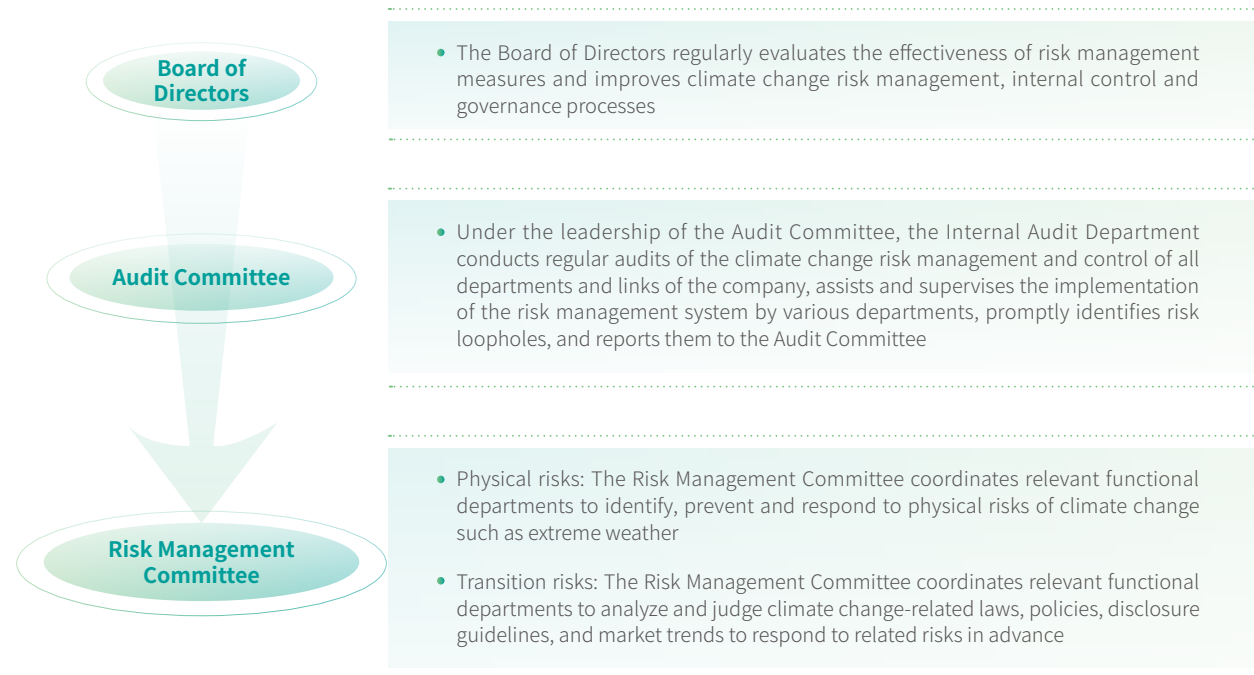 Board of
Directors
• The Board of Directors regularly evaluates the effectiveness of risk management
measures and improves climate change risk management, internal control and
governance processes
Audit Committee
• Under the leadership of the Audit Committee, the Internal Audit Department
conducts regular audits of the climate change risk management and control of all
departments and links of the company, assists and supervises the implementation
of the risk management system by various departments, promptly identifies risk
loopholes, and reports them to the Audit Committee
Risk Management
Committee
• Physical risks: The Risk Management Committee coordinates relevant functional
departments to identify, prevent and respond to physical risks of climate change
such as extreme weather
• Transition risks: The Risk Management Committee coordinates relevant functional
departments to analyze and judge climate change-related laws, policies, disclosure
guidelines, and market trends to respond to related risks in advance